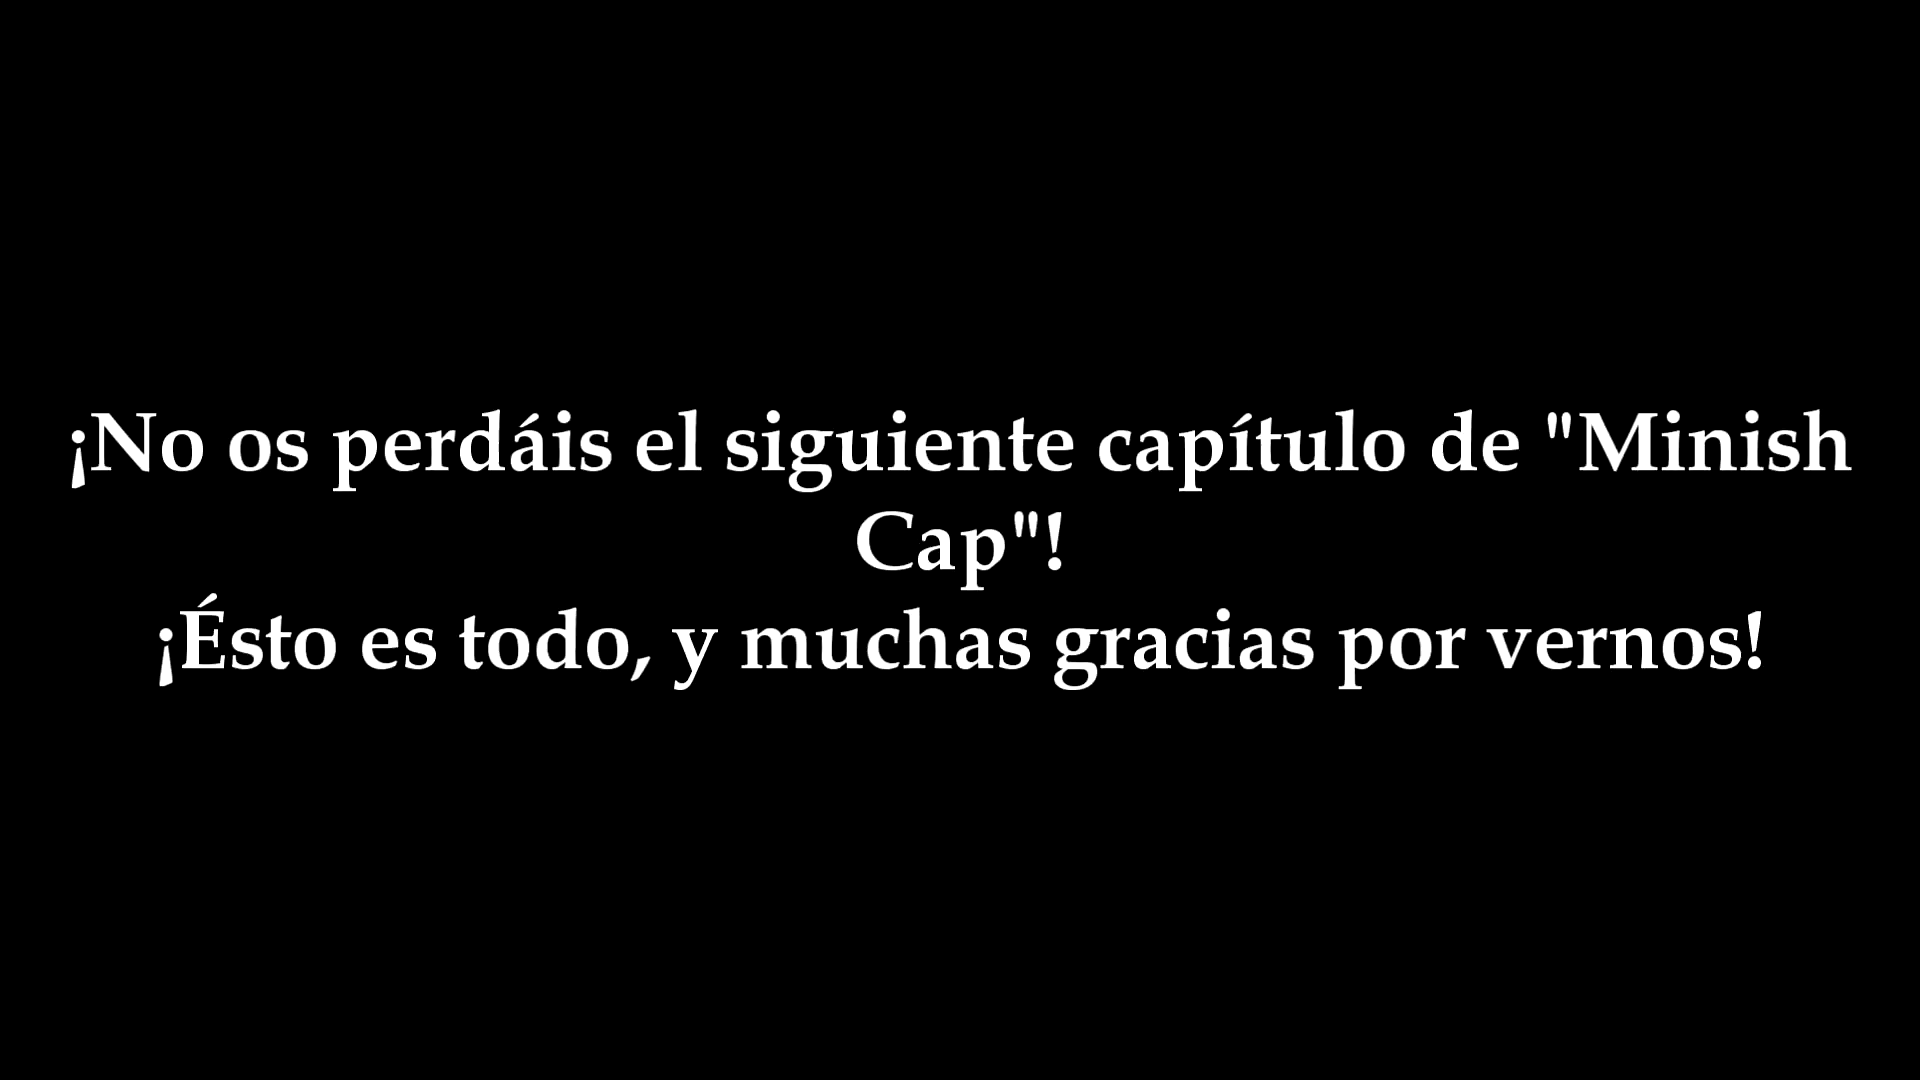 ¡No os perdáis el siguiente capítulo de "Minish
Cap"!
¡Ésto es todo, y muchas gracias por vernos!